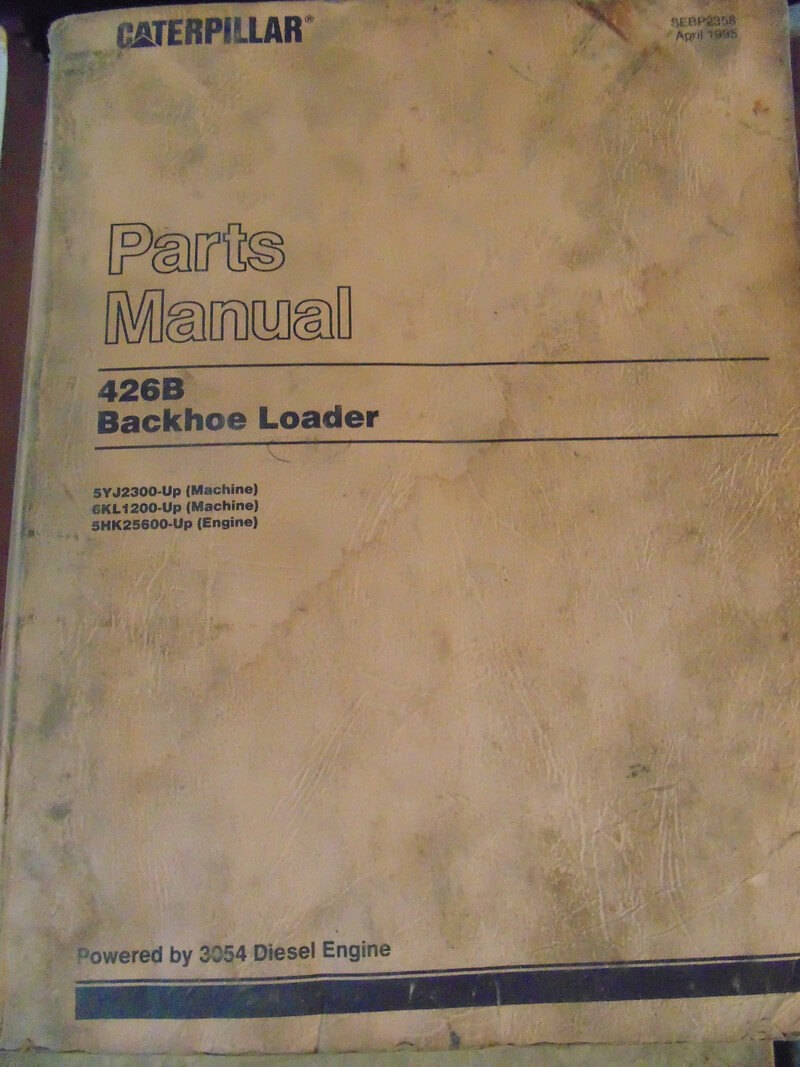 CATERPILLAR®
SEBP2358
April 1995
Parts
Manual
426B
Backhoe Loader
5YJ2300-Up (Machine)
6KL1200-Up (Machine)
5HK25600-Up (Engine)
Powered by 3054 Diesel Engine